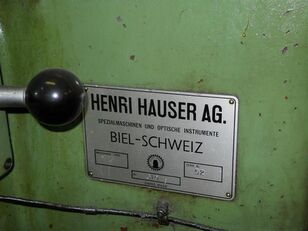 HENRI HAUSER AG.
SPEZIALMASCHINEN UND OPTISCHE INSTRUMENTE
BIEL-SCHWEIZ